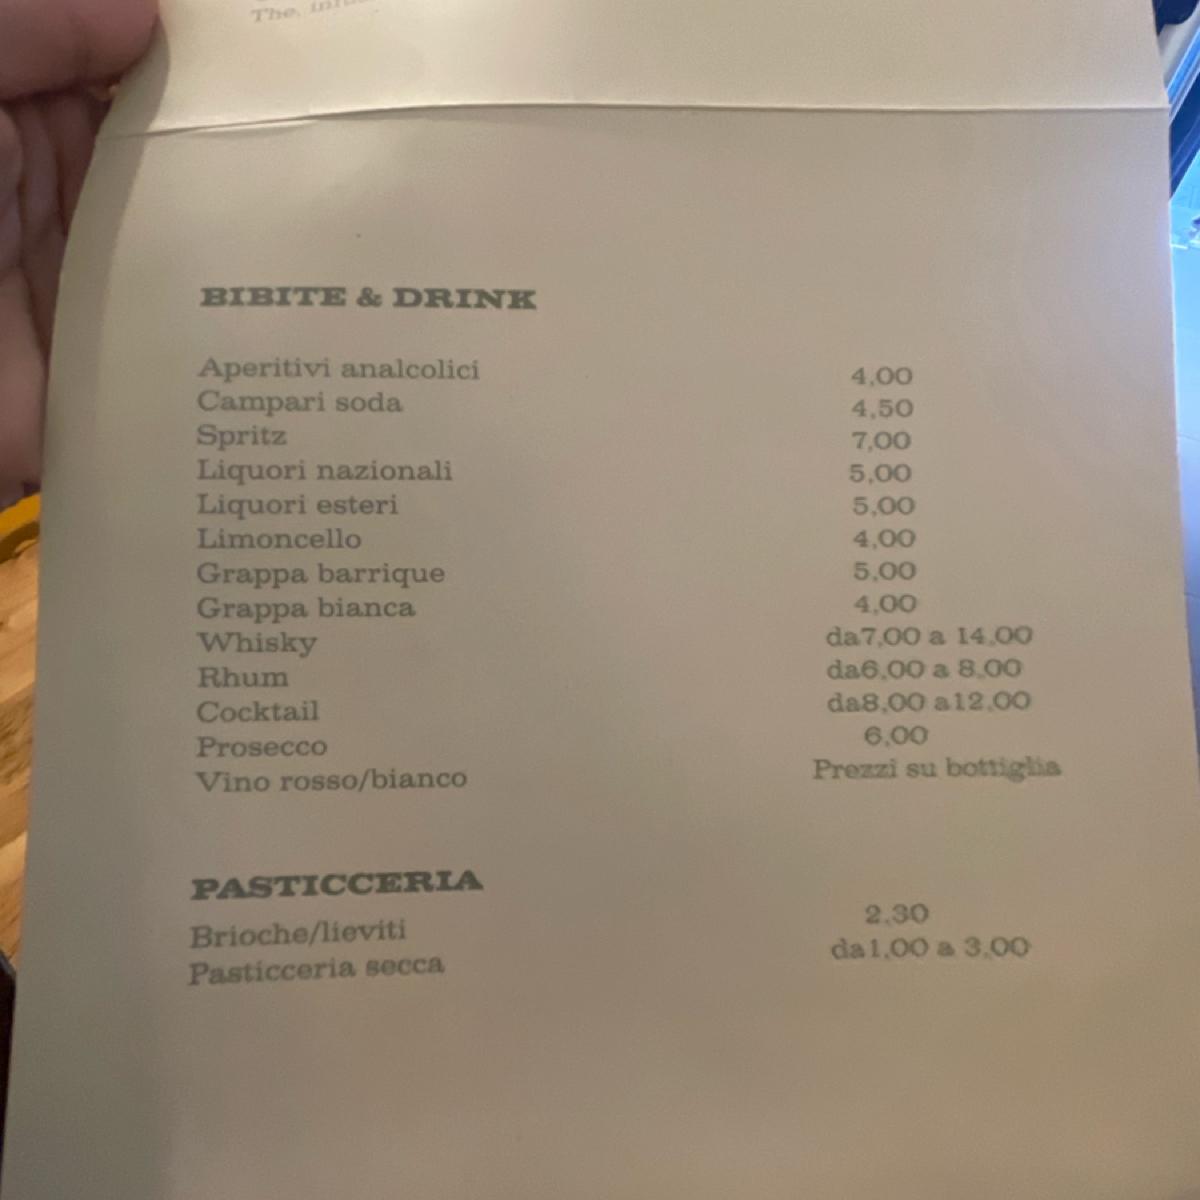 The,
BIBITE & DRINK
Aperitivi analcolici 4,00
Campari soda 4,50
Spritz 7,00
Liquori nazionali 5,00
Liquori esteri 5,00
Limoncello 4,00
Grappa barrique 5,00
Grappa bianca 4,00
Whisky da7,00 a 14,00
Rhum da6,00 a 8,00
Cocktail da8,00 a12,00
Prosecco 6,00
Vino rosso/bianco Prezzi su bottiglia
PASTICCERIA
Brioche/lieviti 2,30
Pasticceria secca da1,00 a 3,00